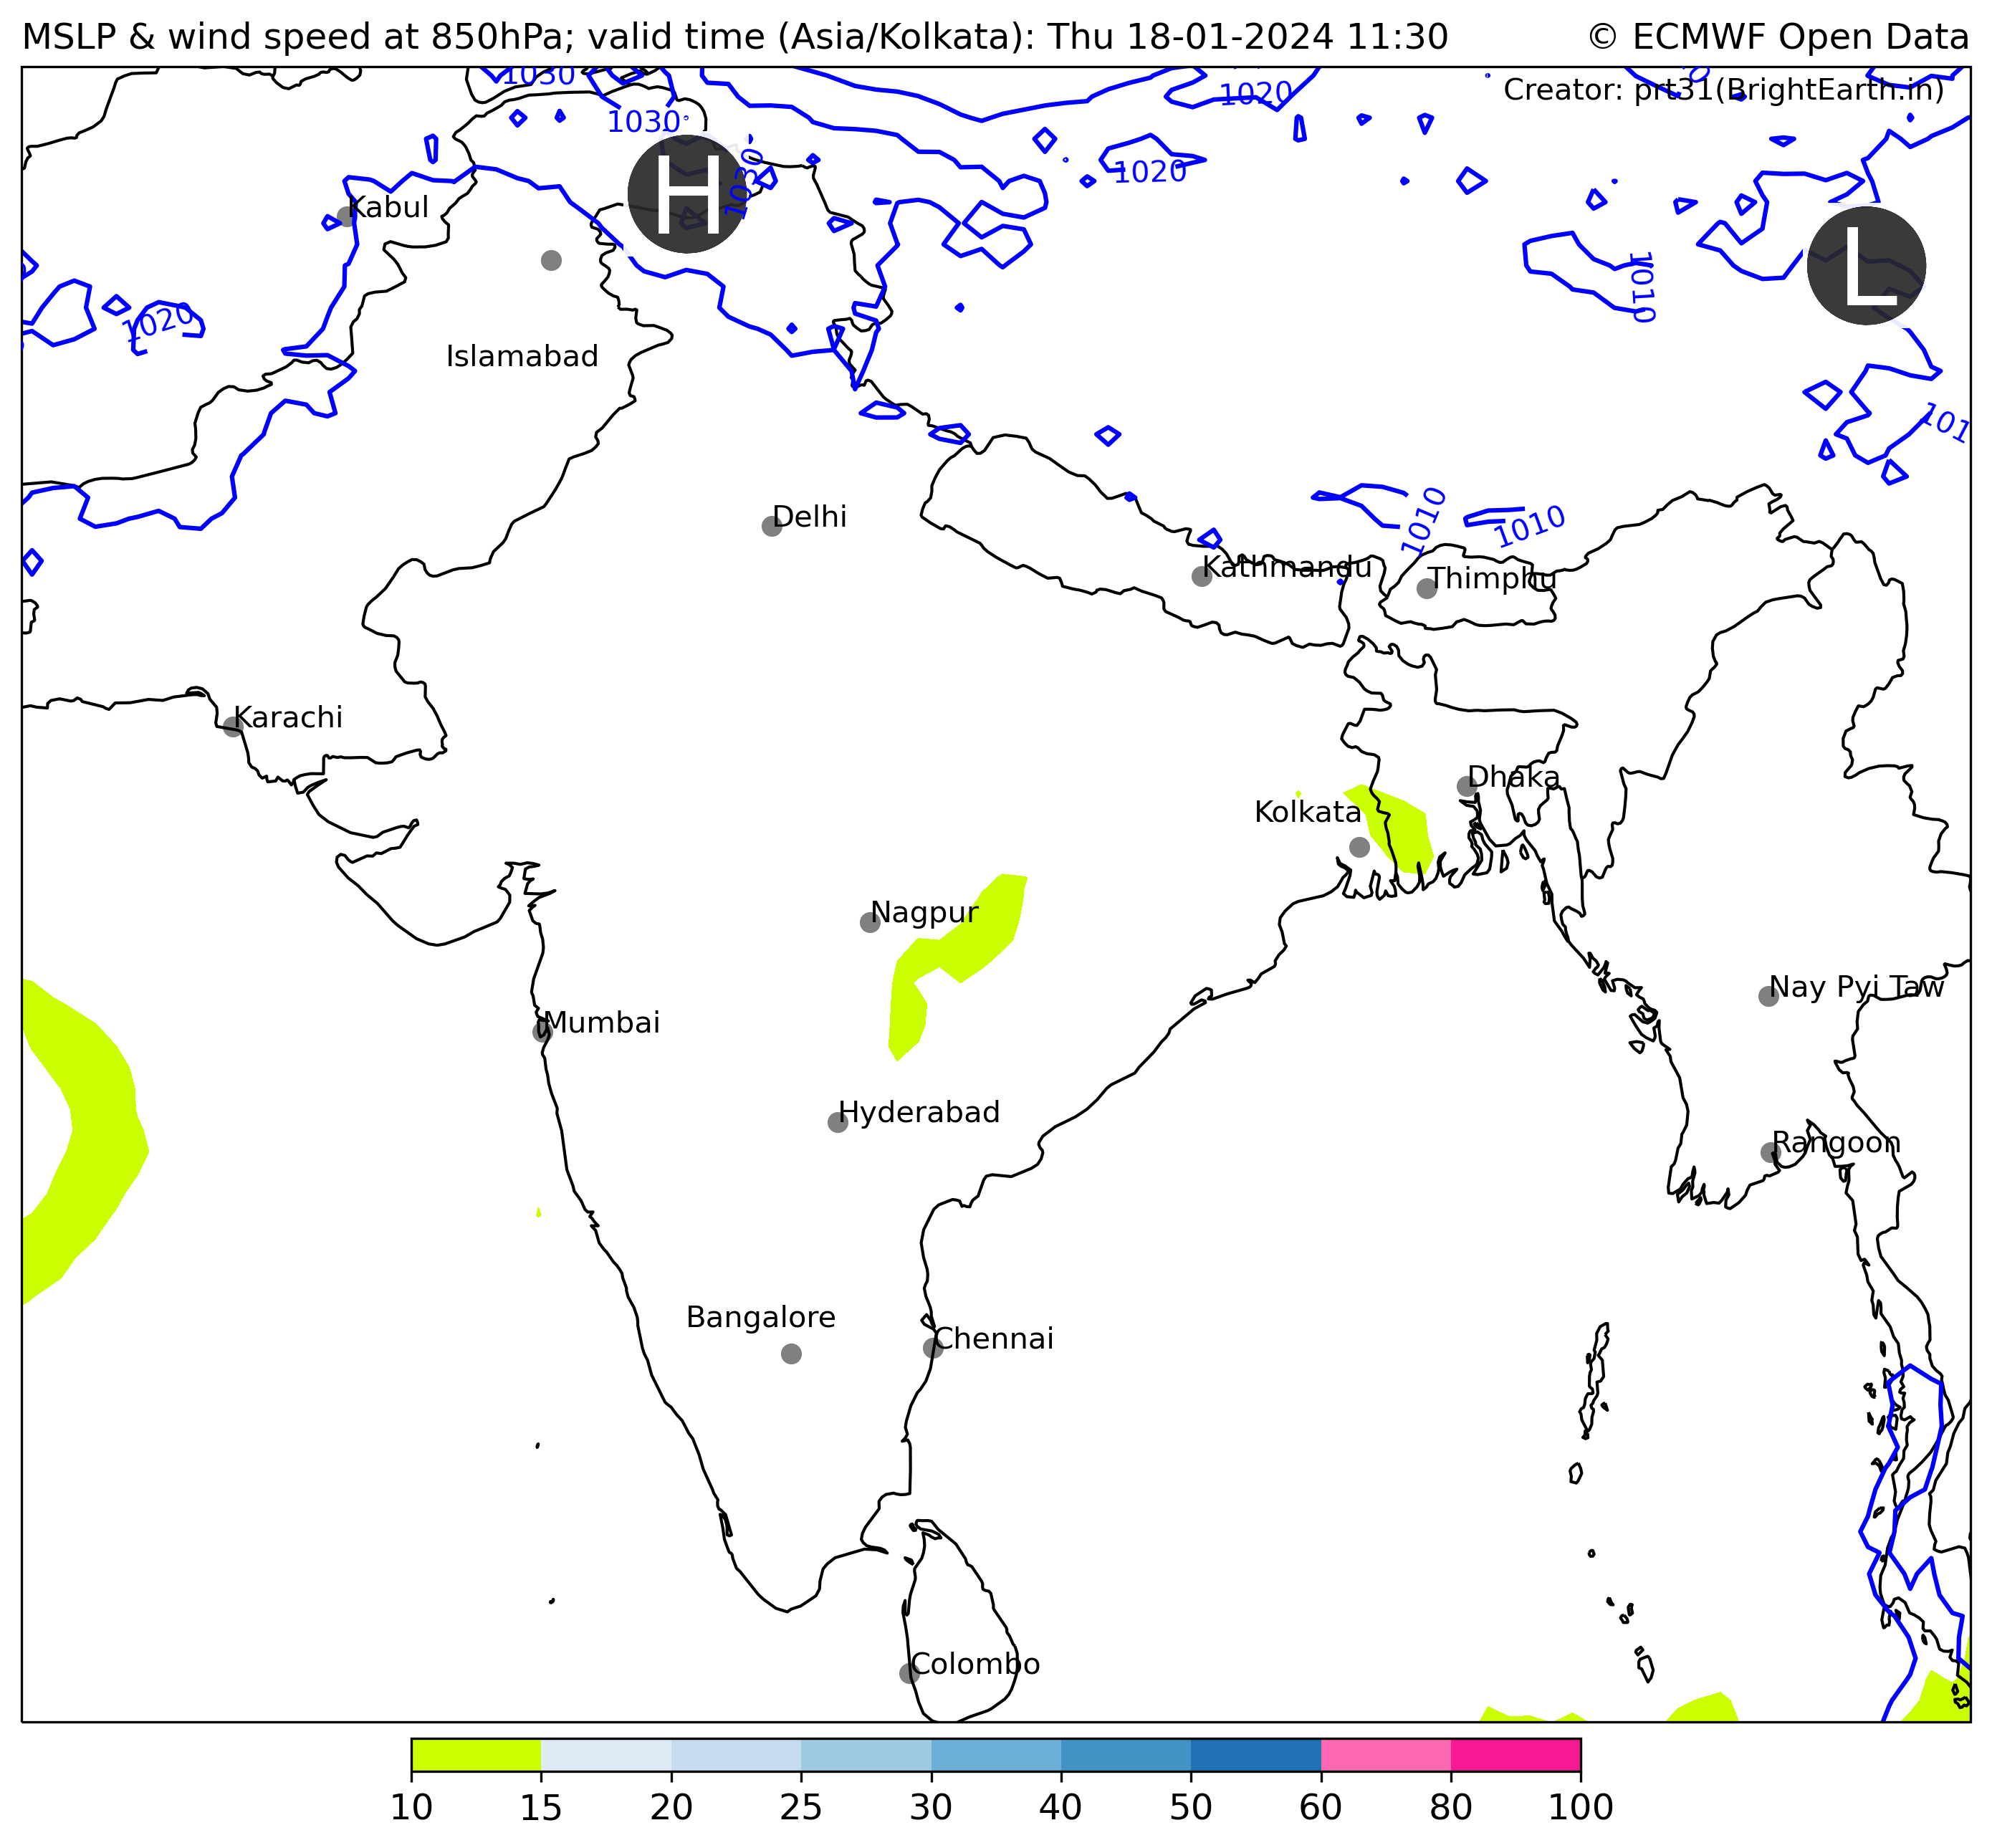 MSLP & wind speed at 850hPa; valid time (Asia/Kolkata): Thu 18-01-2024 11:30
© ECMWF Open Data
1030
Creator: prt31(BrightEarth.in)
1020
1030
H
1030
1020
Kabul
L
1010
1020
Islamabad
101
Delhi
1010
1010
Kathmandu
Thimphu
Karachi
Dhaka
Kolkata
Nagpur
Nay Pyi Taw
Mumbai
Hyderabad
Rangoon
Bangalore
Chennai
Colombo
10 15 20 25 30 40 50 60 80 100